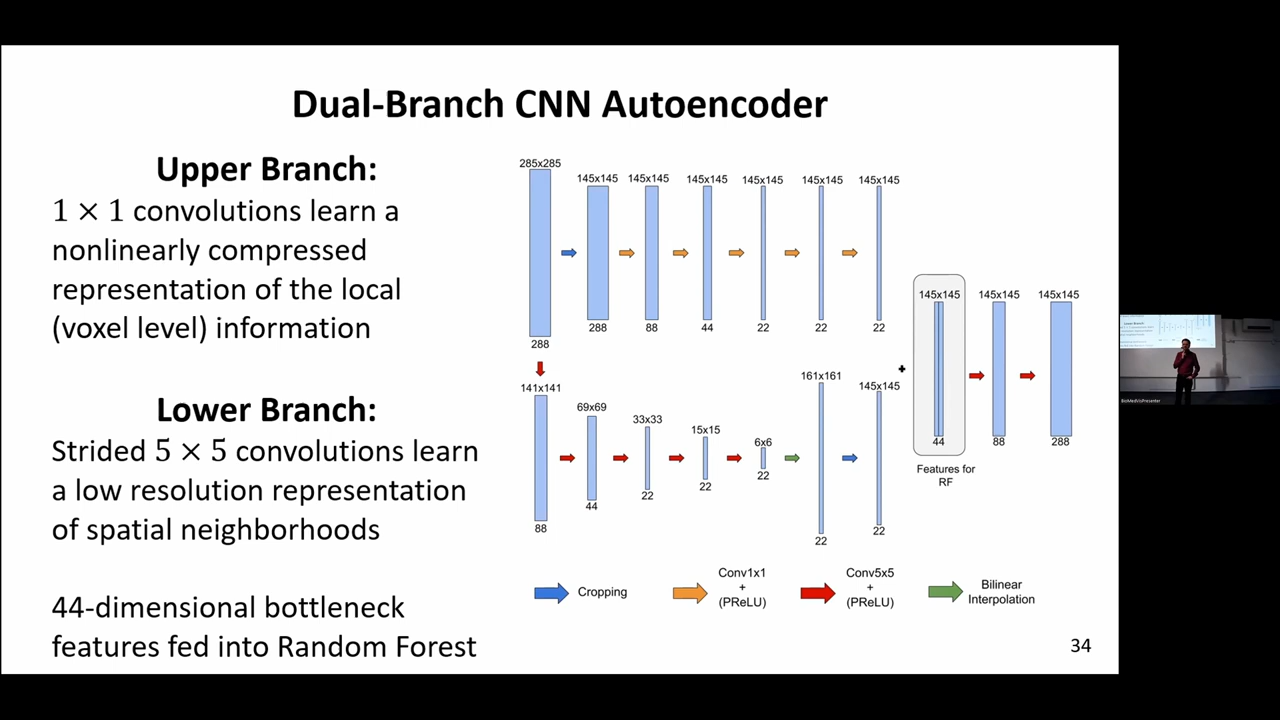 Dual-Branch CNN Autoencoder
Upper Branch:
1 × 1 convolutions learn a
nonlinearly compressed
representation of the local
(voxel level) information
Lower Branch:
Strided 5 × 5 convolutions learn
a low resolution representation
of spatial neighborhoods
44-dimensional bottleneck
features fed into Random Forest
285x285
145x145 145x145 145x145 145x145 145x145 145x145
288 88 44 22 22 22
288
145x145 145x145 145x145
+
44 88 288
Features for
RF
141x141
69x69
33x33
15x15
6x6
161x161
145x145
88
44
22
22
22
22
22
Cropping
Conv1x1
+
(PReLU)
Conv5x5
+
(PReLU)
Bilinear
Interpolation
34
BioMedVisPresenter